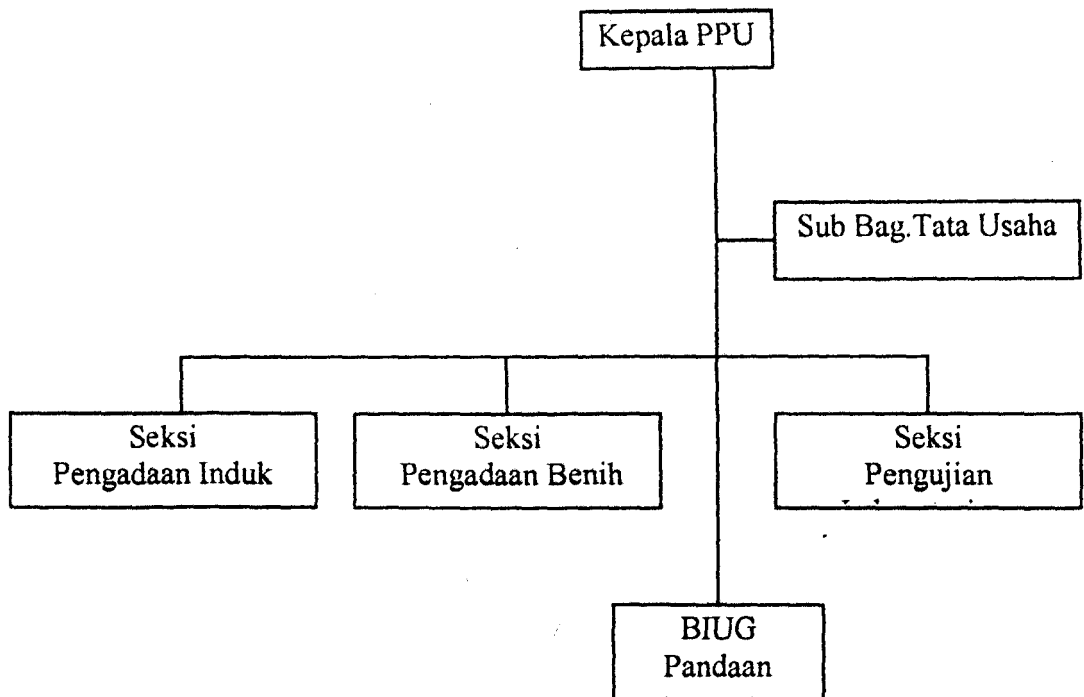 Kepala PPU
Sub Bag.Tata Usaha
Seksi
Pengadaan Induk
Seksi
Pengadaan Benih
Seksi
Pengujian
BIUG
Pandaan